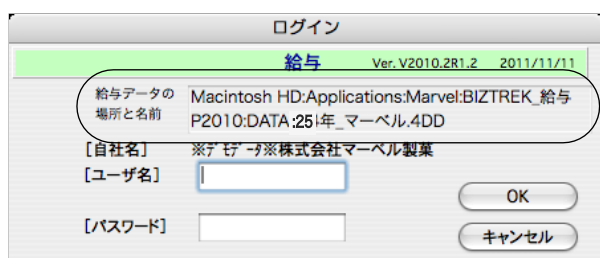 ログイン
給与 Ver. V2010.2R1.2 2011/11/11
給与データの
場所と名前
Macintosh HD:Applications:Marvel:BIZTREK_給与
P2010:DATA:25年_マーベル.4DD
[自社名] ※ﾃﾞﾓﾃﾞｰﾀ※株式会社マーベル製菓
[ユーザ名]
OK
[パスワード]
キャンセル